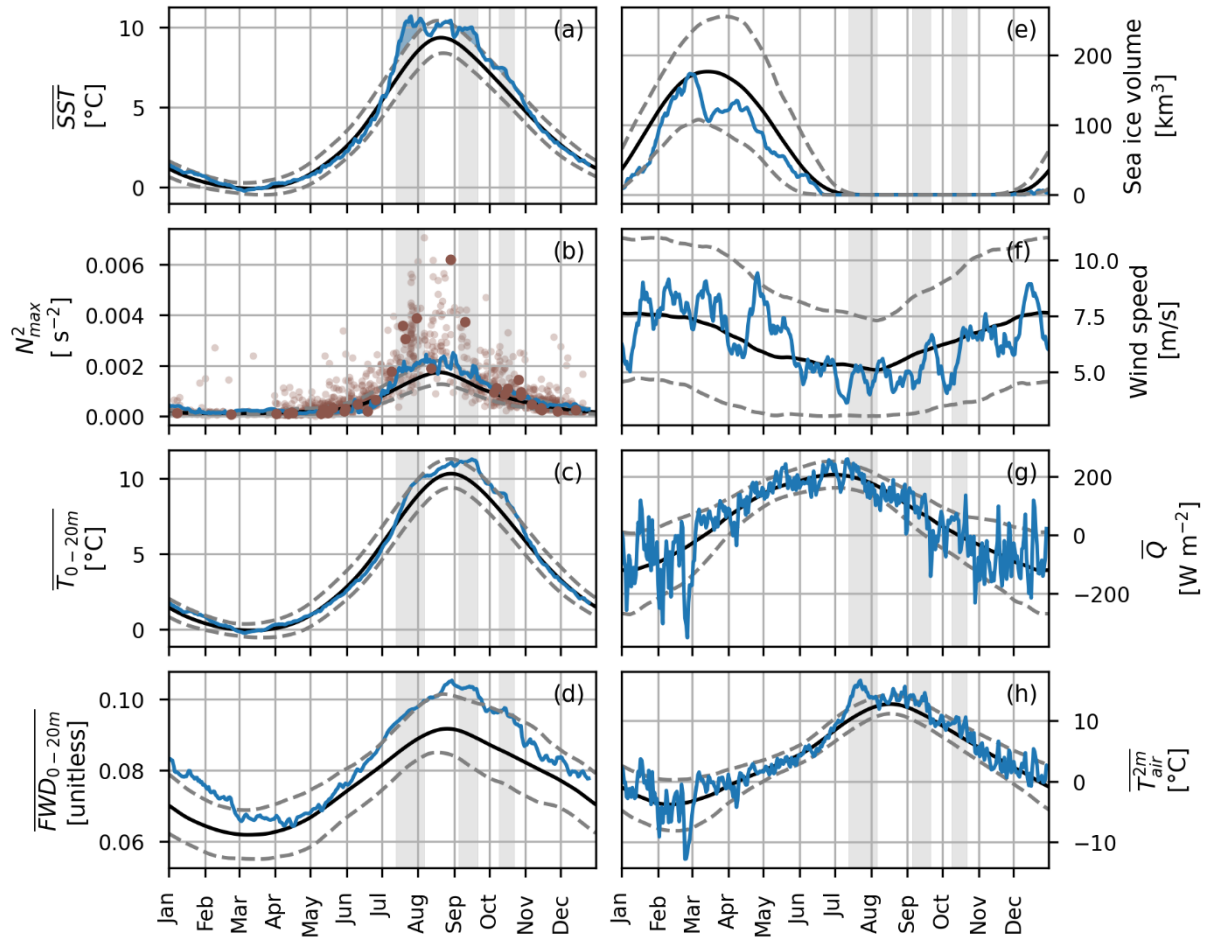 (a)
10
5
0
SST
[°C]
(b)
0.006
0.004
0.002
0.000
N²max
[ s⁻²]
(c)
10
5
0
T0−20m
[°C]
(d)
0.10
0.08
0.06
FWD0−20m
[unitless]
Jan
Feb
Mar
Apr
May
Jun
Jul
Aug
Sep
Oct
Nov
Dec
(e)
200
100
0
Sea ice volume
[km³]
(f)
10.0
7.5
5.0
Wind speed
[m/s]
(g)
200
0
−200
Q
[W m⁻²]
(h)
10
0
−10
T²ᵐair
[°C]
Jan
Feb
Mar
Apr
May
Jun
Jul
Aug
Sep
Oct
Nov
Dec